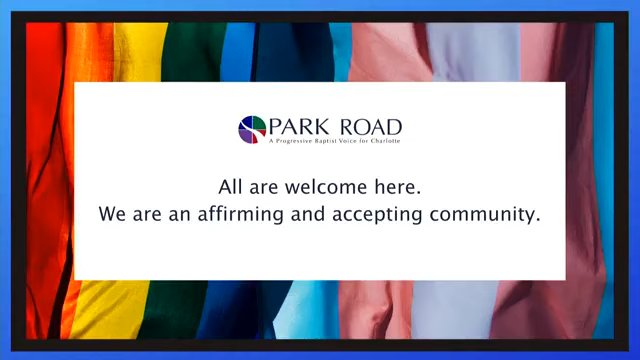 PARK ROAD
A Progressive Baptist Voice for Charlotte
All are welcome here.
We are an affirming and accepting community.